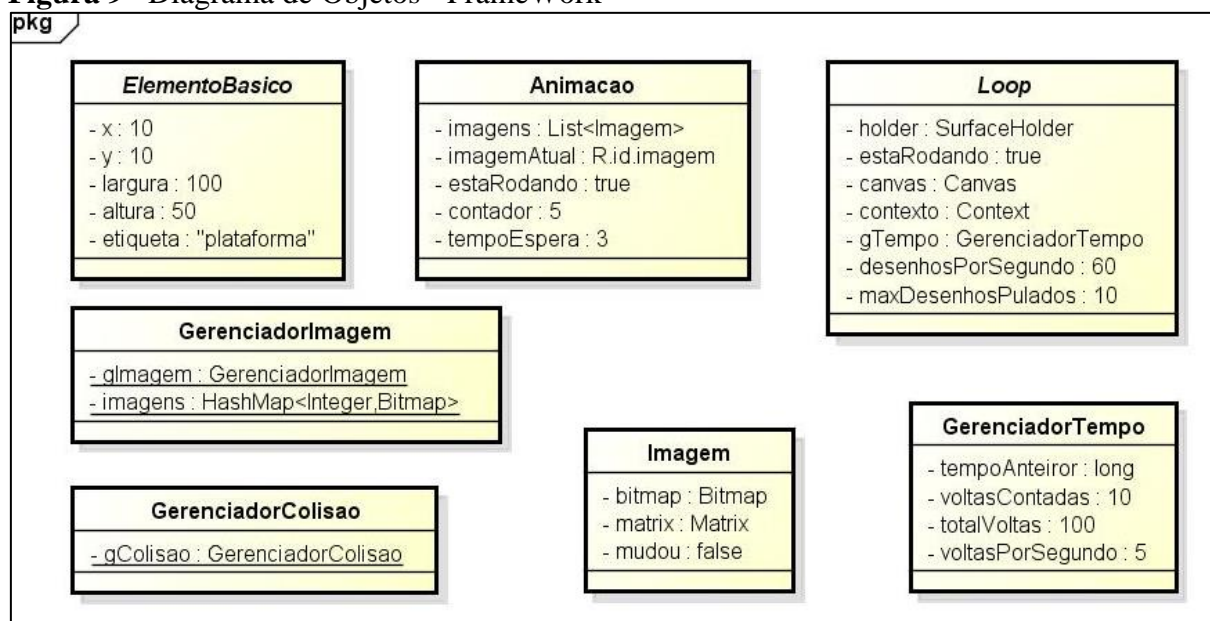 Figura 9 - Diagrama de Objetos - FrameWork
pkg
ElementoBasico
- x : 10
- y : 10
- largura : 100
- altura : 50
- etiqueta : "plataforma"
Animacao
- imagens : List<Imagem>
- imagemAtual : R.id.imagem
- estaRodando : true
- contador : 5
- tempoEspera : 3
Loop
- holder : SurfaceHolder
- estaRodando : true
- canvas : Canvas
- contexto : Context
- gTempo : GerenciadorTempo
- desenhosPorSegundo : 60
- maxDesenhosPulados : 10
GerenciadorImagem
- gImagem : GerenciadorImagem
- imagens : HashMap<Integer,Bitmap>
GerenciadorColisao
- gColisao : GerenciadorColisao
Imagem
- bitmap : Bitmap
- matrix : Matrix
- mudou : false
GerenciadorTempo
- tempoAnteiror : long
- voltasContadas : 10
- totalVoltas : 100
- voltasPorSegundo : 5